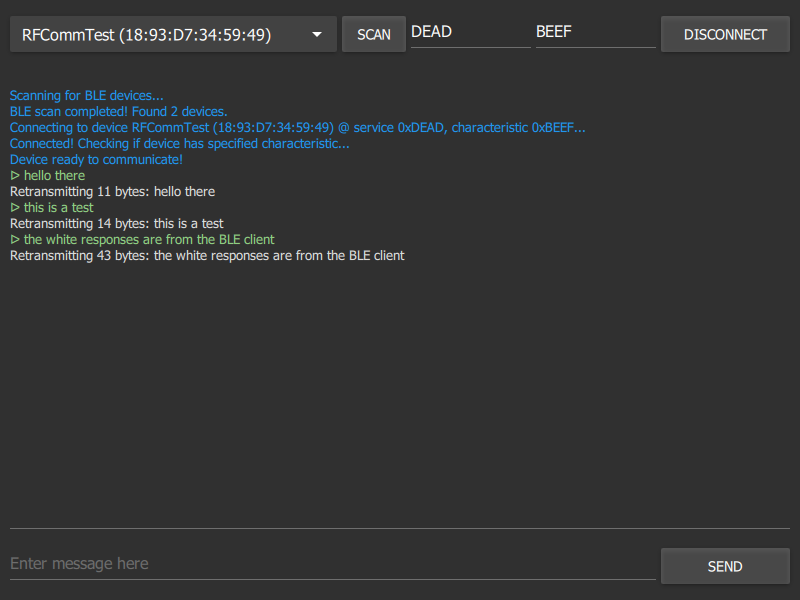 RFCommTest (18:93:D7:34:59:49) SCAN DEAD BEEF DISCONNECT
Scanning for BLE devices...
BLE scan completed! Found 2 devices.
Connecting to device RFCommTest (18:93:D7:34:59:49) @ service 0xDEAD, characteristic 0xBEEF...
Connected! Checking if device has specified characteristic...
Device ready to communicate!
ᐅ hello there
Retransmitting 11 bytes: hello there
ᐅ this is a test
Retransmitting 14 bytes: this is a test
ᐅ the white responses are from the BLE client
Retransmitting 43 bytes: the white responses are from the BLE client
Enter message here SEND